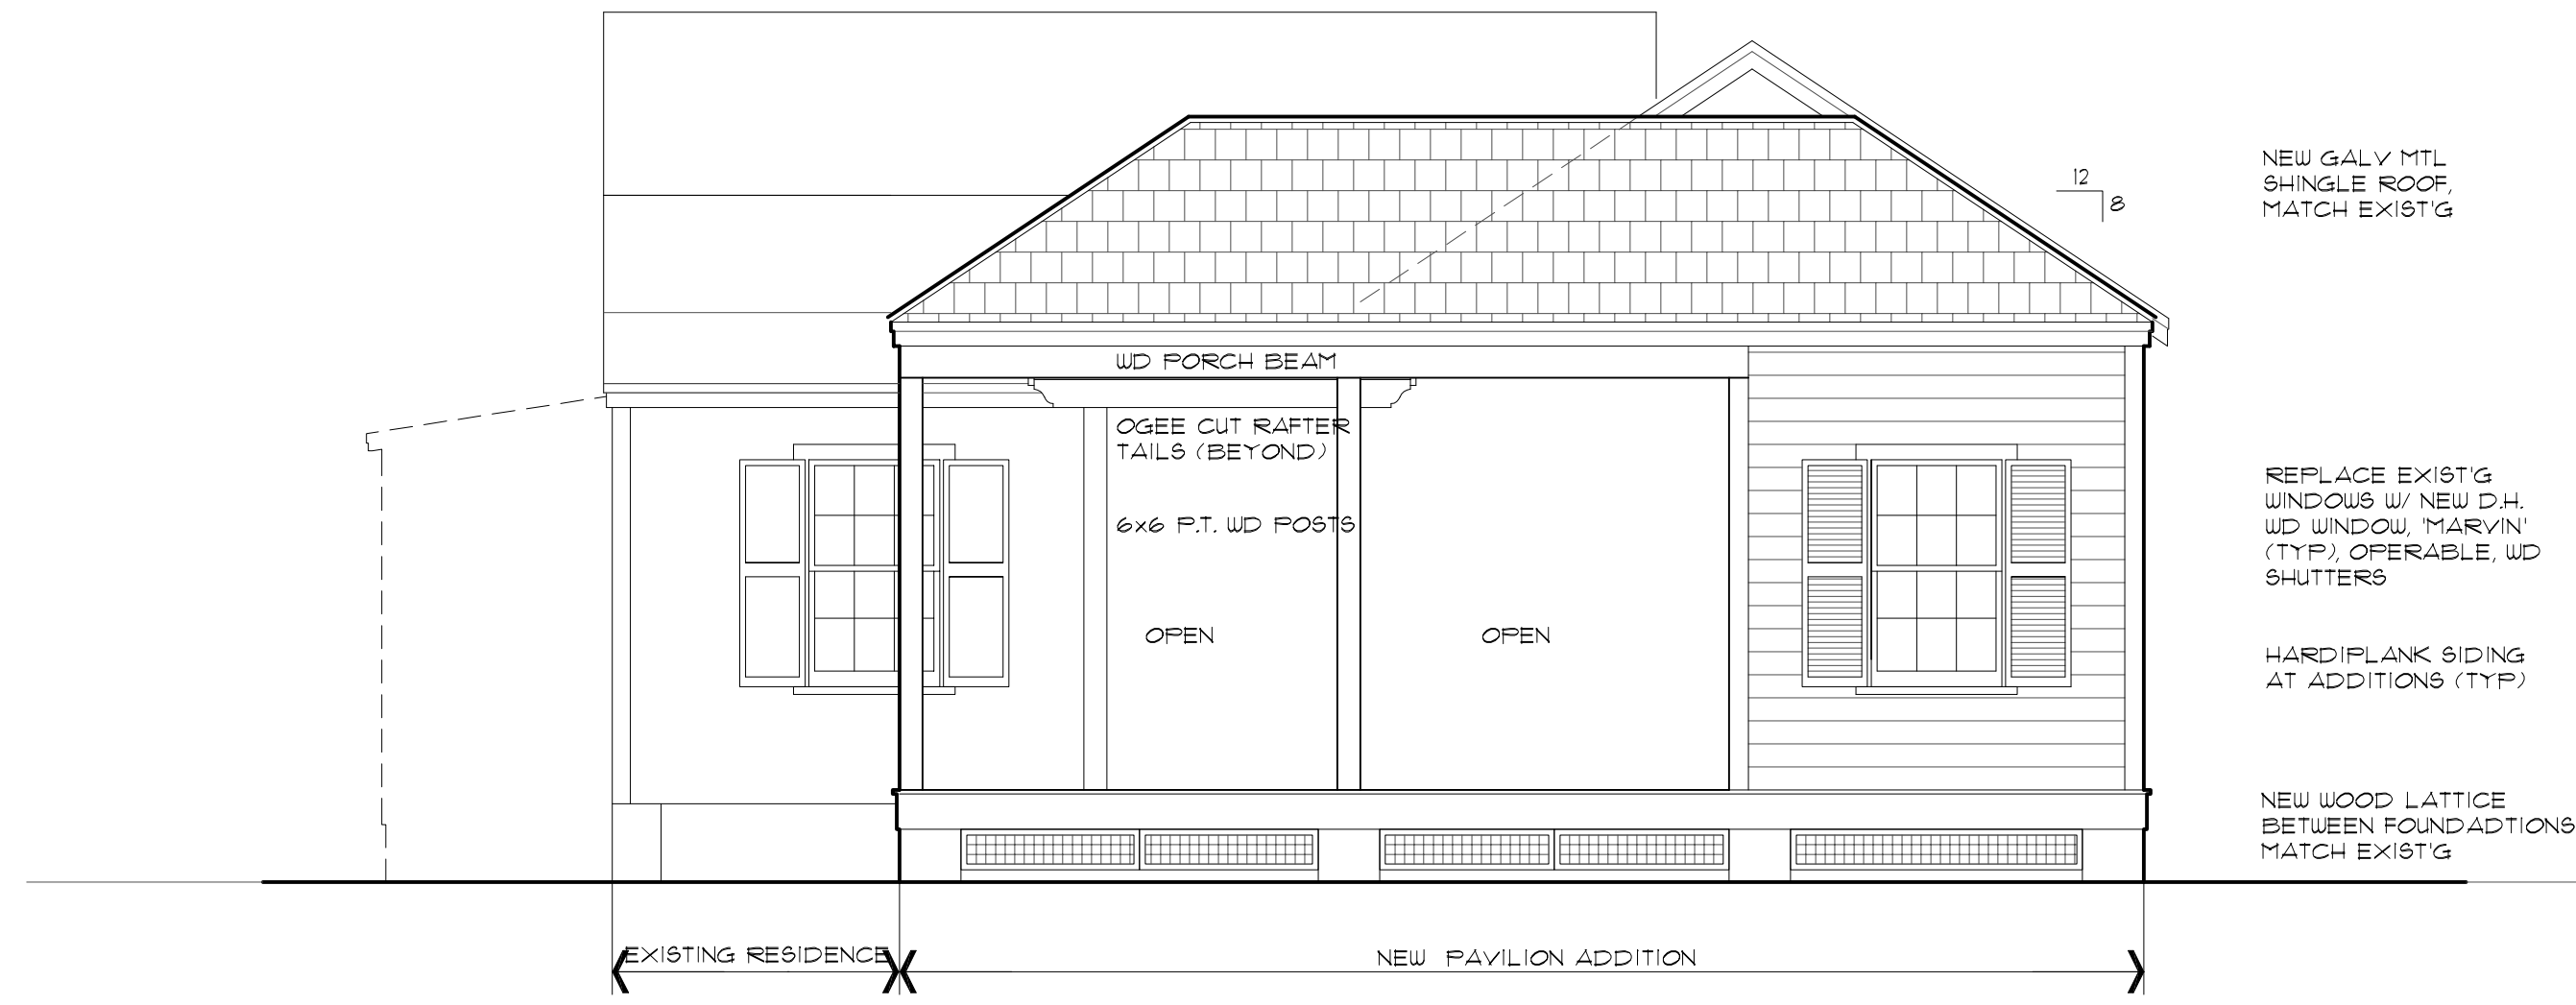 NEW GALV MTL
SHINGLE ROOF,
MATCH EXIST'G
12
8
WD PORCH BEAM
OGEE CUT RAFTER
TAILS (BEYOND)
6x6 P.T. WD POSTS
OPEN
OPEN
REPLACE EXIST'G
WINDOWS W/ NEW D.H.
WD WINDOW, 'MARVIN'
(TYP), OPERABLE, WD
SHUTTERS
HARDIPLANK SIDING
AT ADDITIONS (TYP)
NEW WOOD LATTICE
BETWEEN FOUNDADTIONS
MATCH EXIST'G
EXISTING RESIDENCE
NEW PAVILION ADDITION